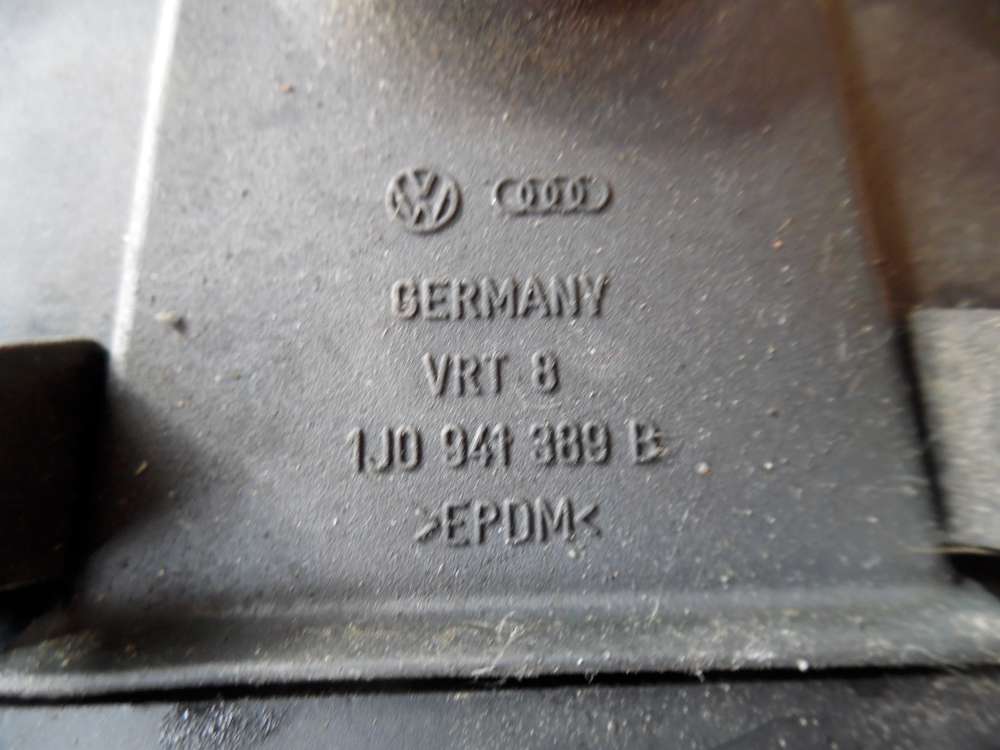 GERMANY
VRT 8
1J0 941 389 B
>EPDM<